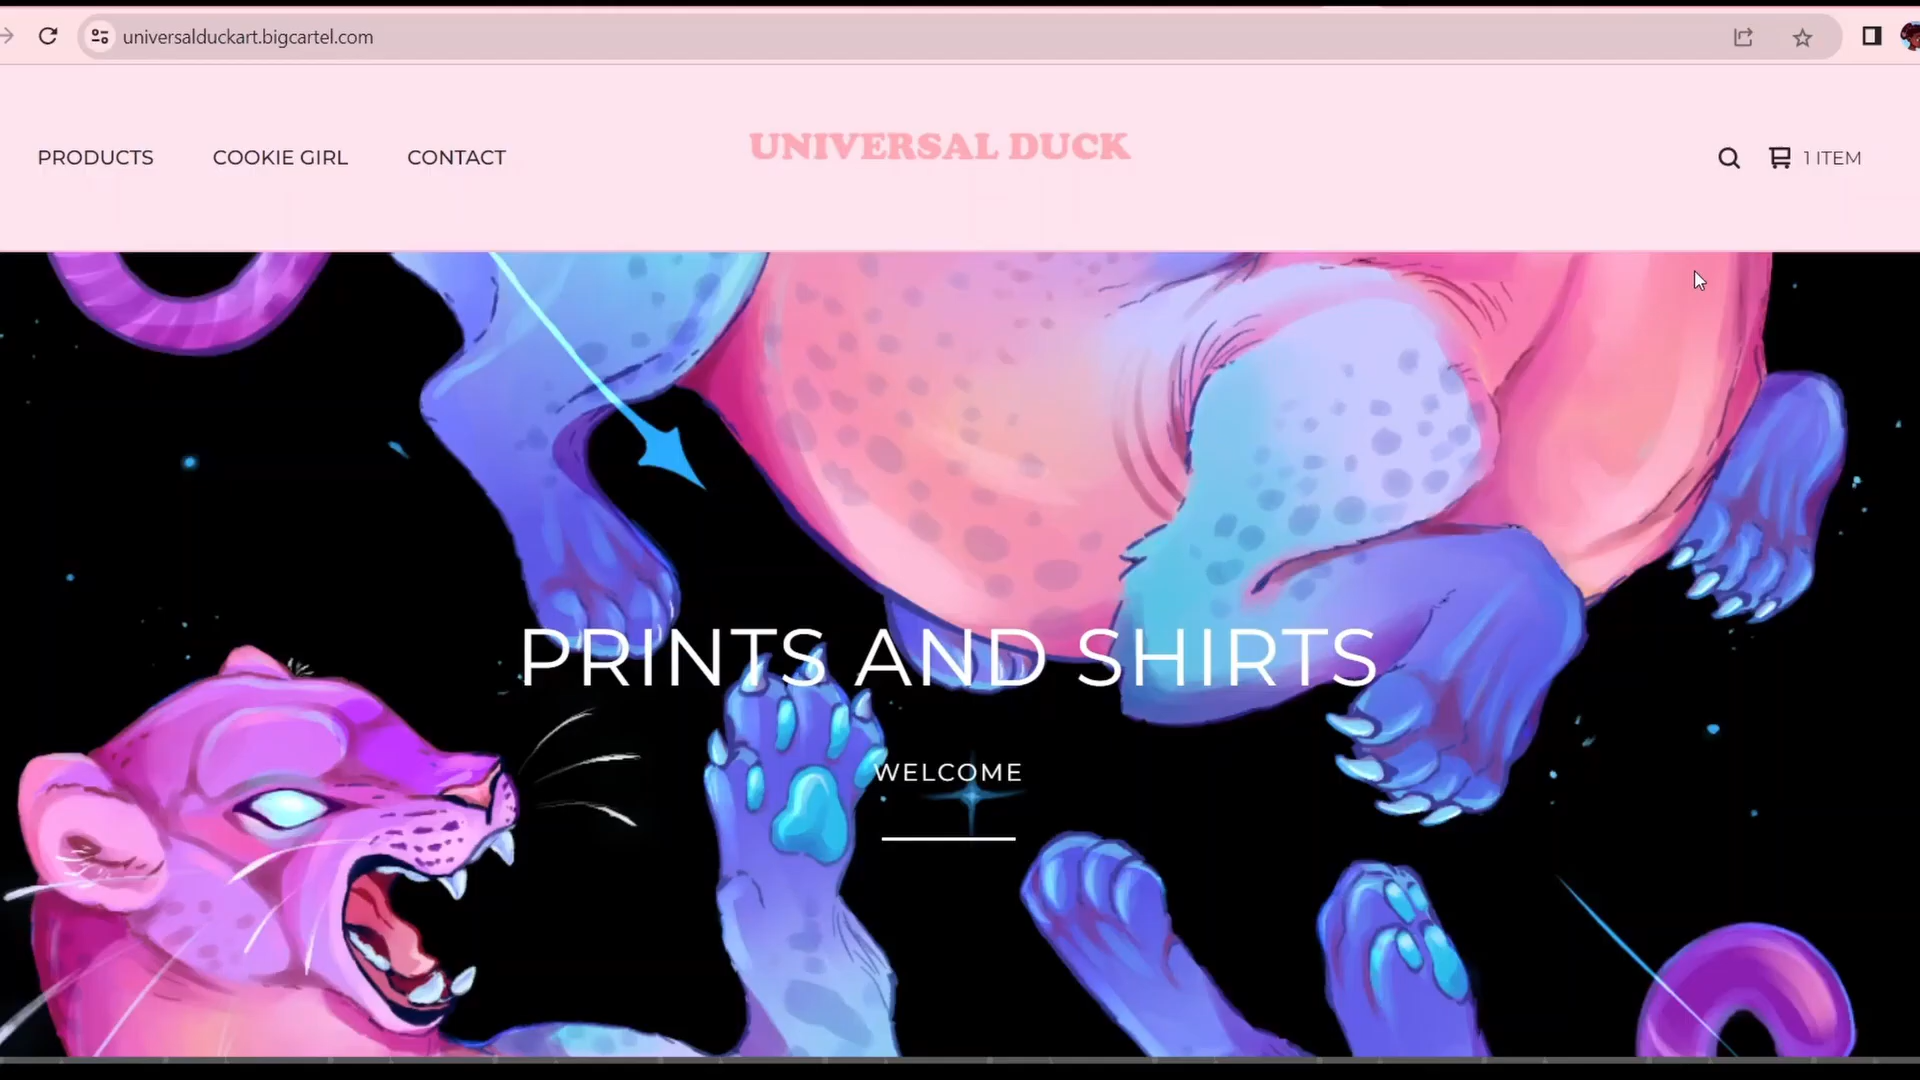 universalduckart.bigcartel.com
PRODUCTS
COOKIE GIRL
CONTACT
UNIVERSAL DUCK
1 ITEM
PRINTS AND SHIRTS
WELCOME